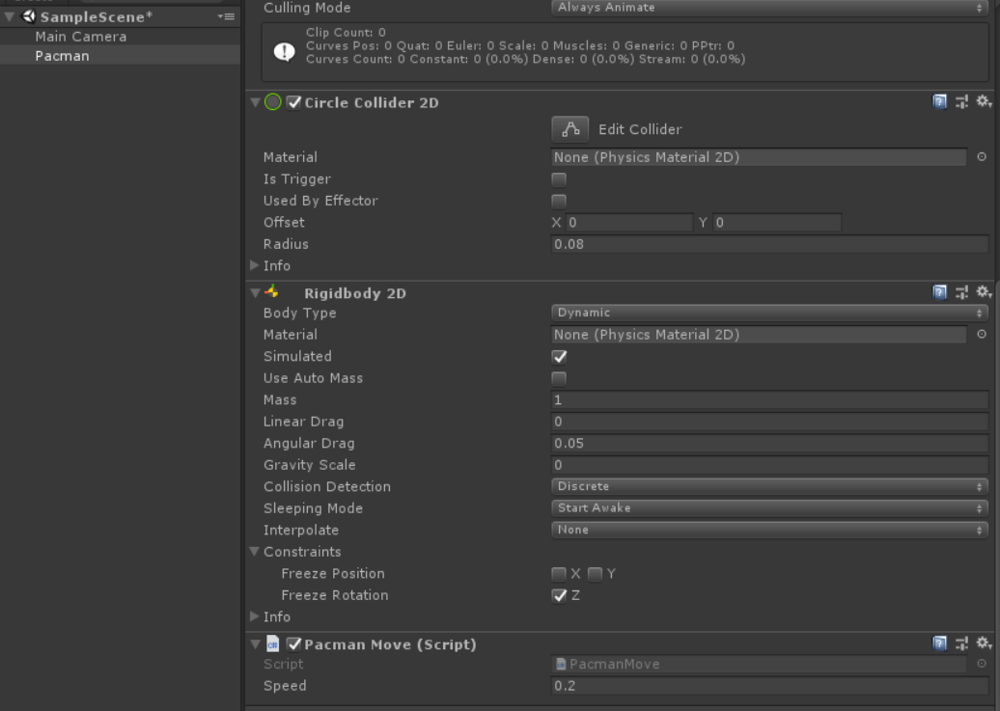 SampleScene*
Main Camera
Pacman
Culling Mode Always Animate
Clip Count: 0
Curves Pos: 0 Quat: 0 Euler: 0 Scale: 0 Muscles: 0 Generic: 0 PPtr: 0
Curves Count: 0 Constant: 0 (0.0%) Dense: 0 (0.0%) Stream: 0 (0.0%)
Circle Collider 2D
Edit Collider
Material None (Physics Material 2D)
Is Trigger
Used By Effector
Offset X 0 Y 0
Radius 0.08
Info
Rigidbody 2D
Body Type Dynamic
Material None (Physics Material 2D)
Simulated
Use Auto Mass
Mass 1
Linear Drag 0
Angular Drag 0.05
Gravity Scale 0
Collision Detection Discrete
Sleeping Mode Start Awake
Interpolate None
Constraints
Freeze Position X Y
Freeze Rotation Z
Info
Pacman Move (Script)
Script PacmanMove
Speed 0.2